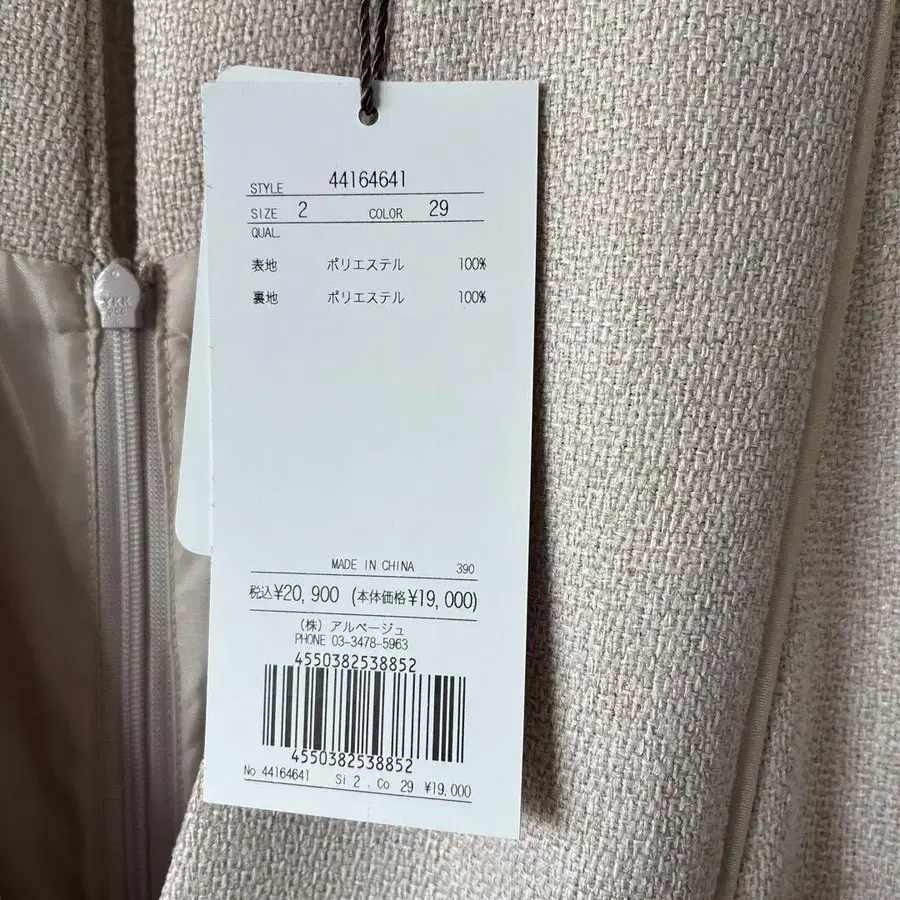 STYLE 44164641
SIZE 2 COLOR 29
QUAL.
表地 ポリエステル 100%
裏地 ポリエステル 100%
YKK
MADE IN CHINA 390
税込¥20,900 (本体価格¥19,000)
(株) アルページュ
PHONE 03-3478-5963
4550382538852
4550382538852
No 44164641 Si 2 , Co 29 ¥19,000